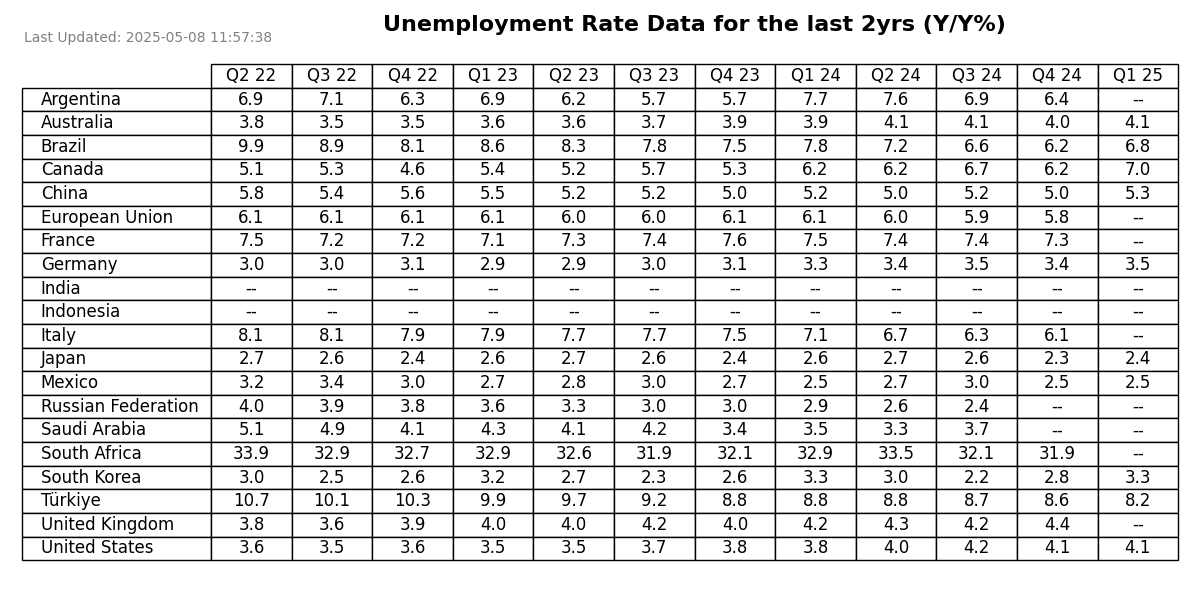 Unemployment Rate Data for the last 2yrs (Y/Y%)
Last Updated: 2025-05-08 11:57:38
Q2 22 Q3 22 Q4 22 Q1 23 Q2 23 Q3 23 Q4 23 Q1 24 Q2 24 Q3 24 Q4 24 Q1 25
Argentina 6.9 7.1 6.3 6.9 6.2 5.7 5.7 7.7 7.6 6.9 6.4 --
Australia 3.8 3.5 3.5 3.6 3.6 3.7 3.9 3.9 4.1 4.1 4.0 4.1
Brazil 9.9 8.9 8.1 8.6 8.3 7.8 7.5 7.8 7.2 6.6 6.2 6.8
Canada 5.1 5.3 4.6 5.4 5.2 5.7 5.3 6.2 6.2 6.7 6.2 7.0
China 5.8 5.4 5.6 5.5 5.2 5.2 5.0 5.2 5.0 5.2 5.0 5.3
European Union 6.1 6.1 6.1 6.1 6.0 6.0 6.1 6.1 6.0 5.9 5.8 --
France 7.5 7.2 7.2 7.1 7.3 7.4 7.6 7.5 7.4 7.4 7.3 --
Germany 3.0 3.0 3.1 2.9 2.9 3.0 3.1 3.3 3.4 3.5 3.4 3.5
India -- -- -- -- -- -- -- -- -- -- -- --
Indonesia -- -- -- -- -- -- -- -- -- -- -- --
Italy 8.1 8.1 7.9 7.9 7.7 7.7 7.5 7.1 6.7 6.3 6.1 --
Japan 2.7 2.6 2.4 2.6 2.7 2.6 2.4 2.6 2.7 2.6 2.3 2.4
Mexico 3.2 3.4 3.0 2.7 2.8 3.0 2.7 2.5 2.7 3.0 2.5 2.5
Russian Federation 4.0 3.9 3.8 3.6 3.3 3.0 3.0 2.9 2.6 2.4 -- --
Saudi Arabia 5.1 4.9 4.1 4.3 4.1 4.2 3.4 3.5 3.3 3.7 -- --
South Africa 33.9 32.9 32.7 32.9 32.6 31.9 32.1 32.9 33.5 32.1 31.9 --
South Korea 3.0 2.5 2.6 3.2 2.7 2.3 2.6 3.3 3.0 2.2 2.8 3.3
Türkiye 10.7 10.1 10.3 9.9 9.7 9.2 8.8 8.8 8.8 8.7 8.6 8.2
United Kingdom 3.8 3.6 3.9 4.0 4.0 4.2 4.0 4.2 4.3 4.2 4.4 --
United States 3.6 3.5 3.6 3.5 3.5 3.7 3.8 3.8 4.0 4.2 4.1 4.1